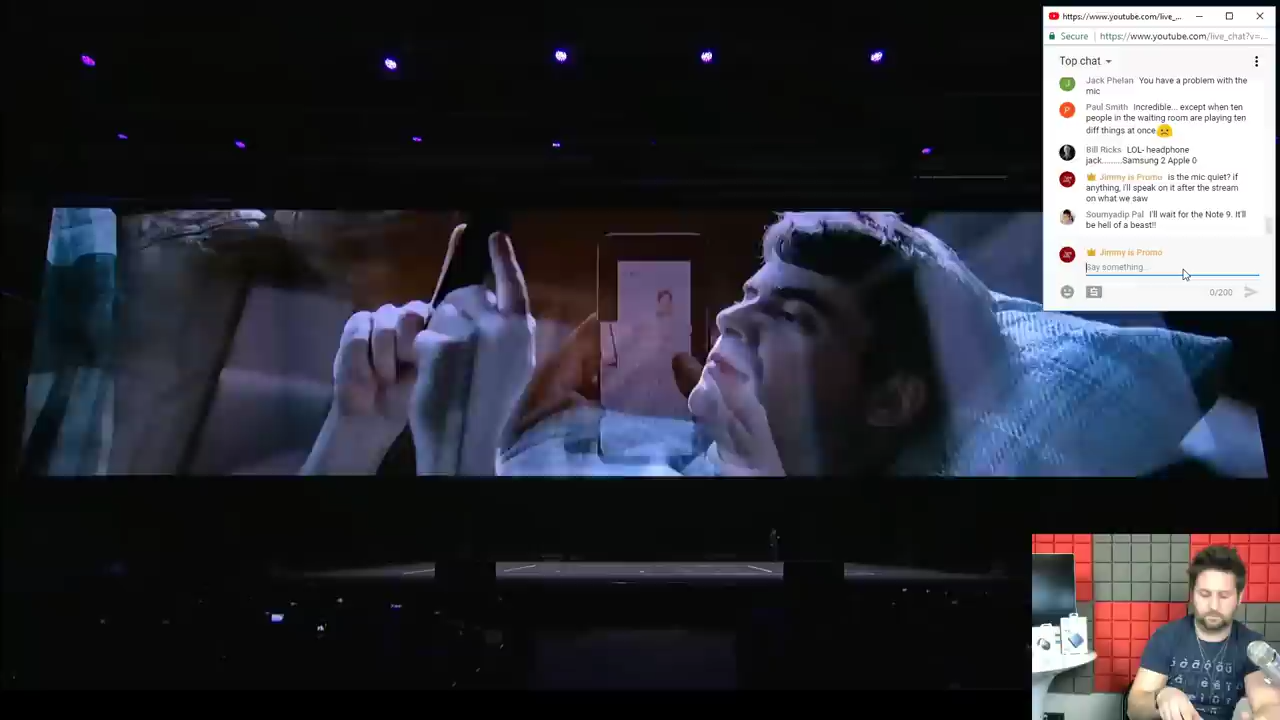 https://www.youtube.com/live_...
Secure
https://www.youtube.com/live_chat?v=...
Top chat
J
Jack Phelan You have a problem with the
mic
P
Paul Smith Incredible... except when ten
people in the waiting room are playing ten
diff things at once
Bill Ricks LOL- headphone
jack.........Samsung 2 Apple 0
Jimmy is Promo is the mic quiet? if
anything, i'll speak on it after the stream
on what we saw
Soumyadip Pal I'll wait for the Note 9. It'll
be hell of a beast!!
Jimmy is Promo
Say something...
0/200